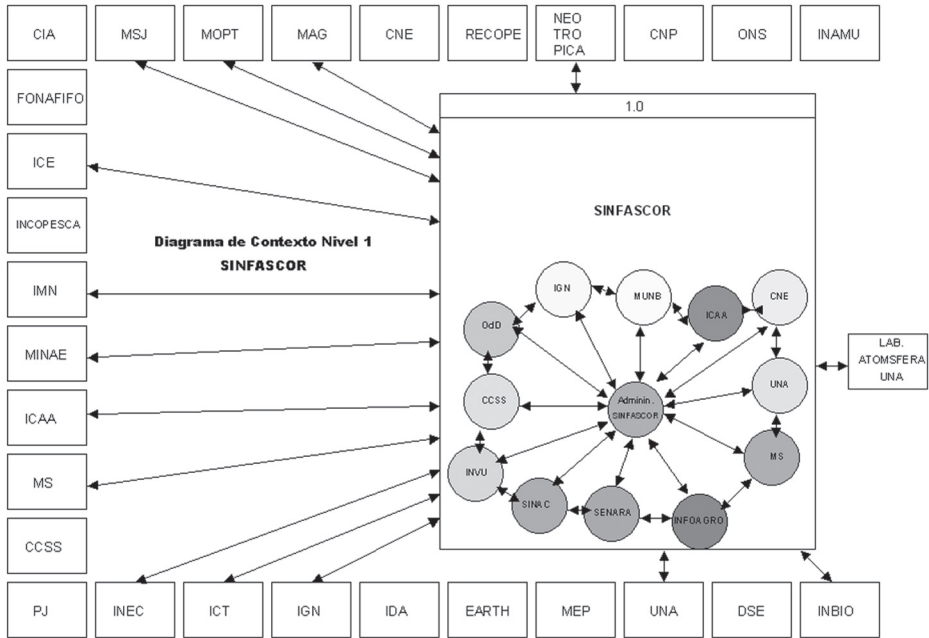 CIA
MSJ
MOPT
MAG
CNE
RECOPE
NEO
TRO
PICA
CNP
ONS
INAMU
FONAFIFO
1.0
ICE
SINFASCOR
INCOPESCA
Diagrama de Contexto Nivel 1
SINFASCOR
IGN
MUNB
ICAA
CNE
IMN
OdD
MINAE
LAB.
ATOMSFERA
UNA
UNA
CCSS
Adminin.
SINFASCOR
ICAA
INVU
MS
MS
SINAC
SENARA
INFOAGRO
CCSS
PJ
INEC
ICT
IGN
IDA
EARTH
MEP
UNA
DSE
INBIO